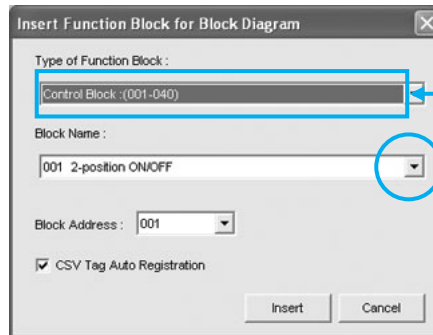 Insert Function Block for Block Diagram
Type of Function Block :
Control Block :(001-040)
Block Name :
001 2-position ON/OFF
Block Address : 001
CSV Tag Auto Registration
Insert Cancel